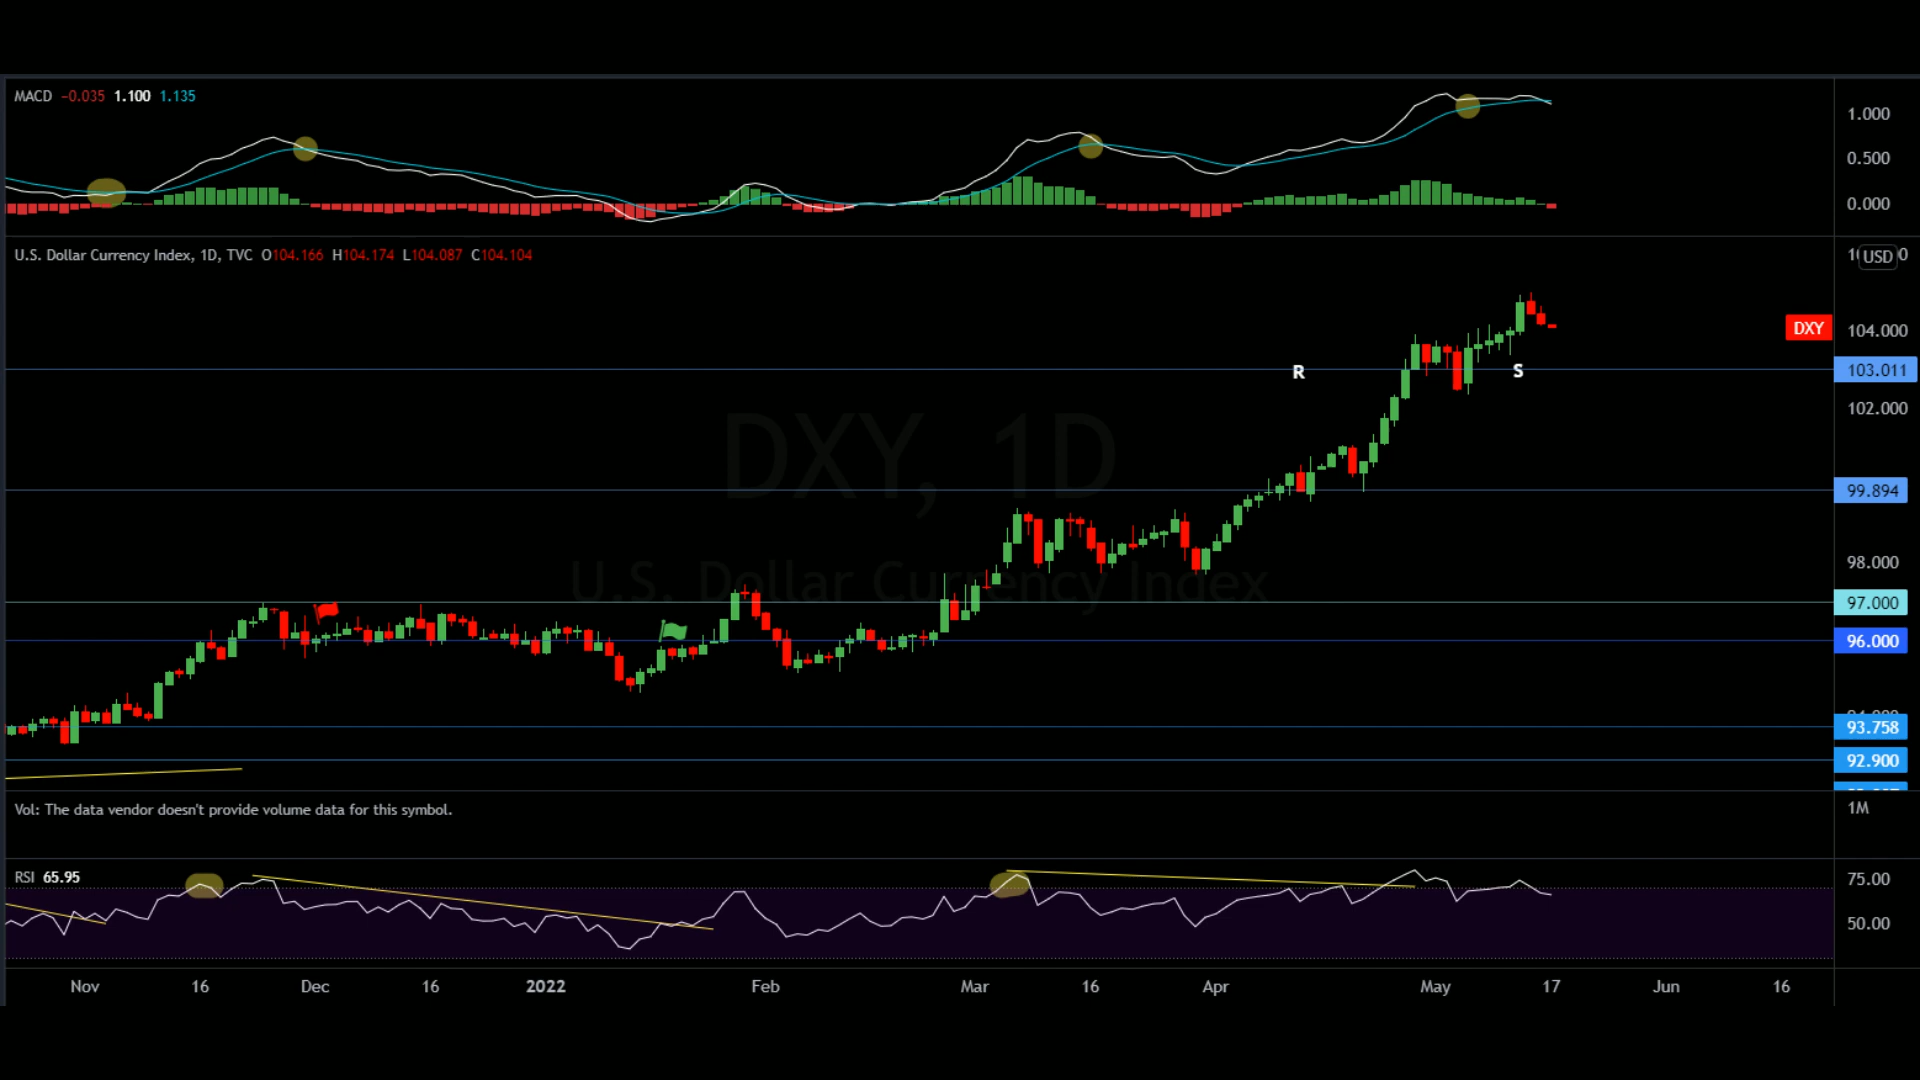 MACD -0.035 1.100 1.135
1.000
0.500
0.000
U.S. Dollar Currency Index, 1D, TVC O104.166 H104.174 L104.087 C104.104
USD
DXY 104.000
R S 103.011
102.000
DXY, 1D
99.894
98.000
U.S. Dollar Currency Index
97.000
96.000
93.758
92.900
Vol: The data vendor doesn't provide volume data for this symbol.
1M
RSI 65.95
75.00
50.00
Nov 16 Dec 16 2022 Feb Mar 16 Apr May 17 Jun 16